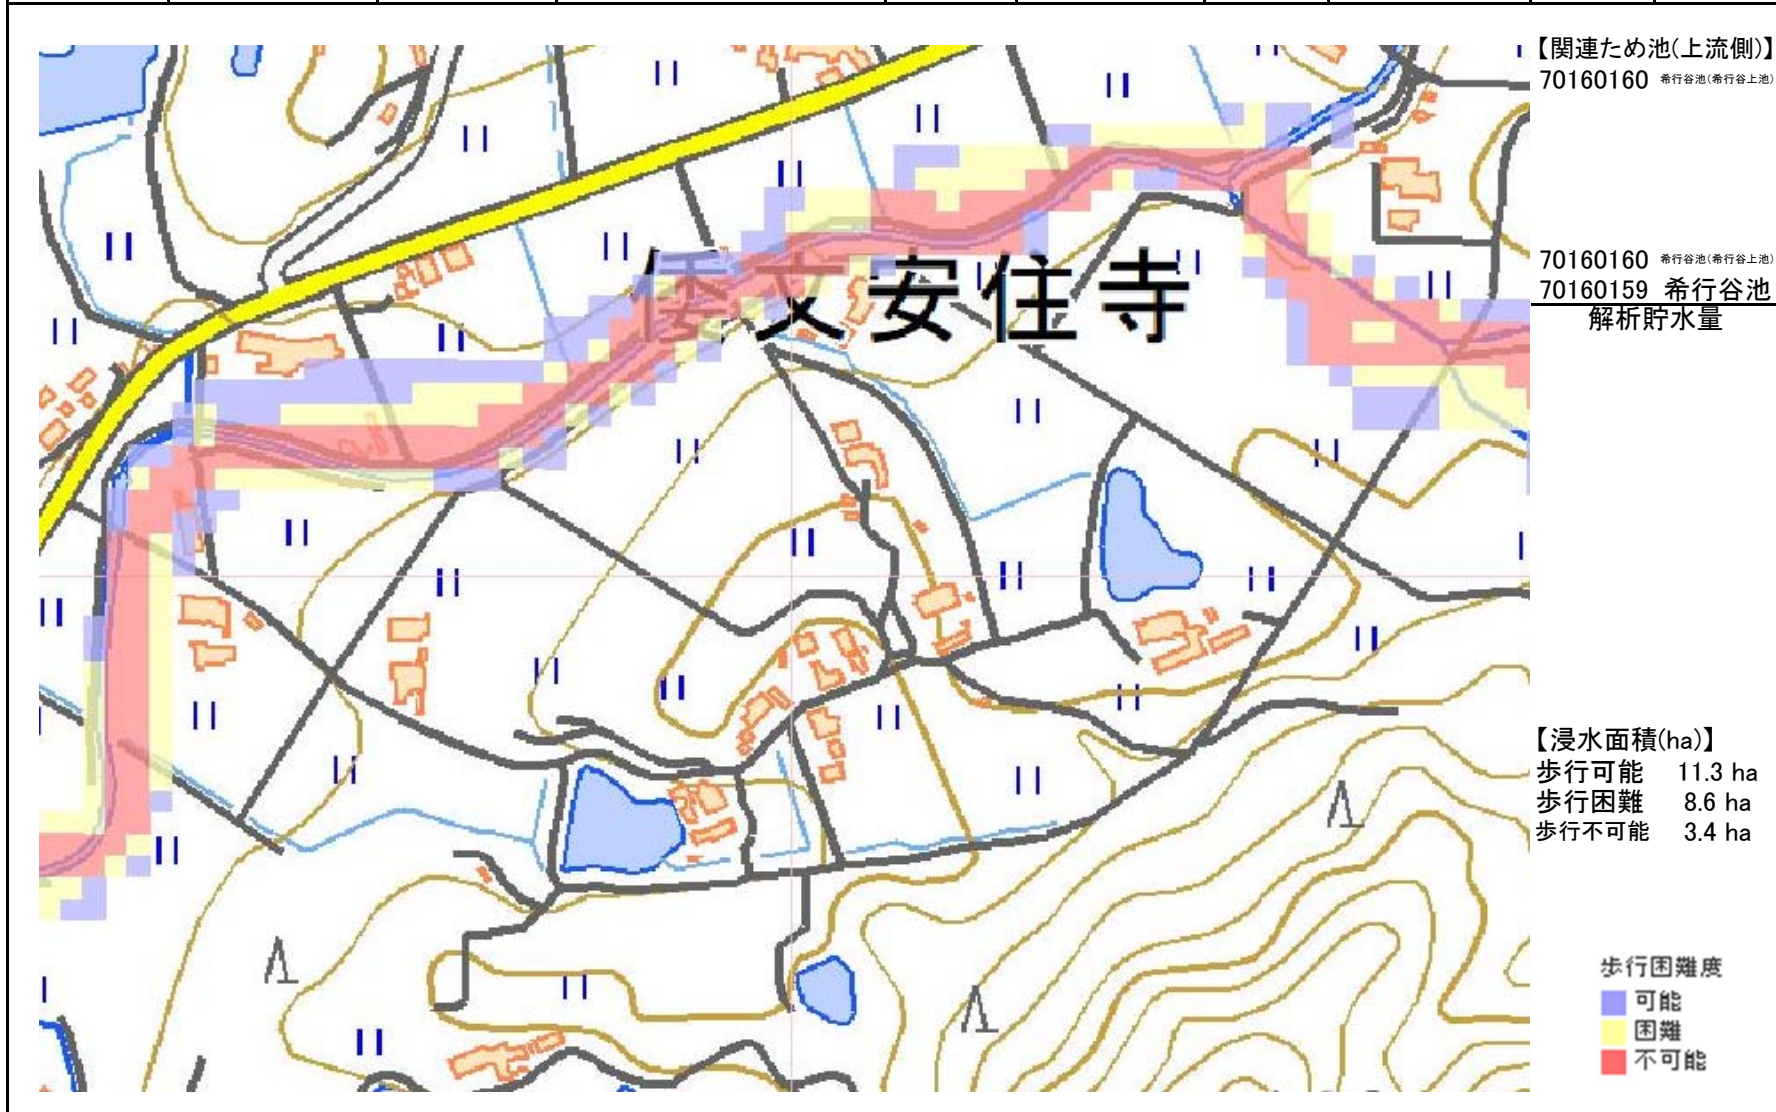 【関連ため池(上流側)】
70160160 希行谷池(希行谷上池)
70160160 希行谷池(希行谷上池)
70160159 希行谷池
解析貯水量
倭文安住寺
【浸水面積(ha)】
歩行可能 11.3 ha
歩行困難 8.6 ha
歩行不可能 3.4 ha
歩行困難度
可能
困難
不可能